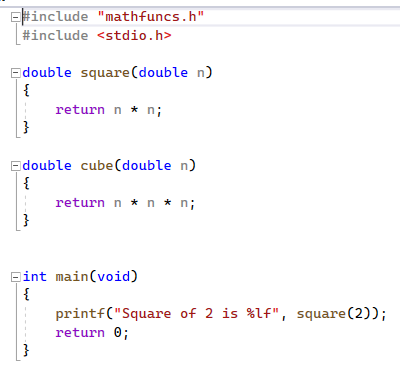 #include "mathfuncs.h"
#include <stdio.h>
double square(double n)
{
return n * n;
}
double cube(double n)
{
return n * n * n;
}
int main(void)
{
printf("Square of 2 is %lf", square(2));
return 0;
}